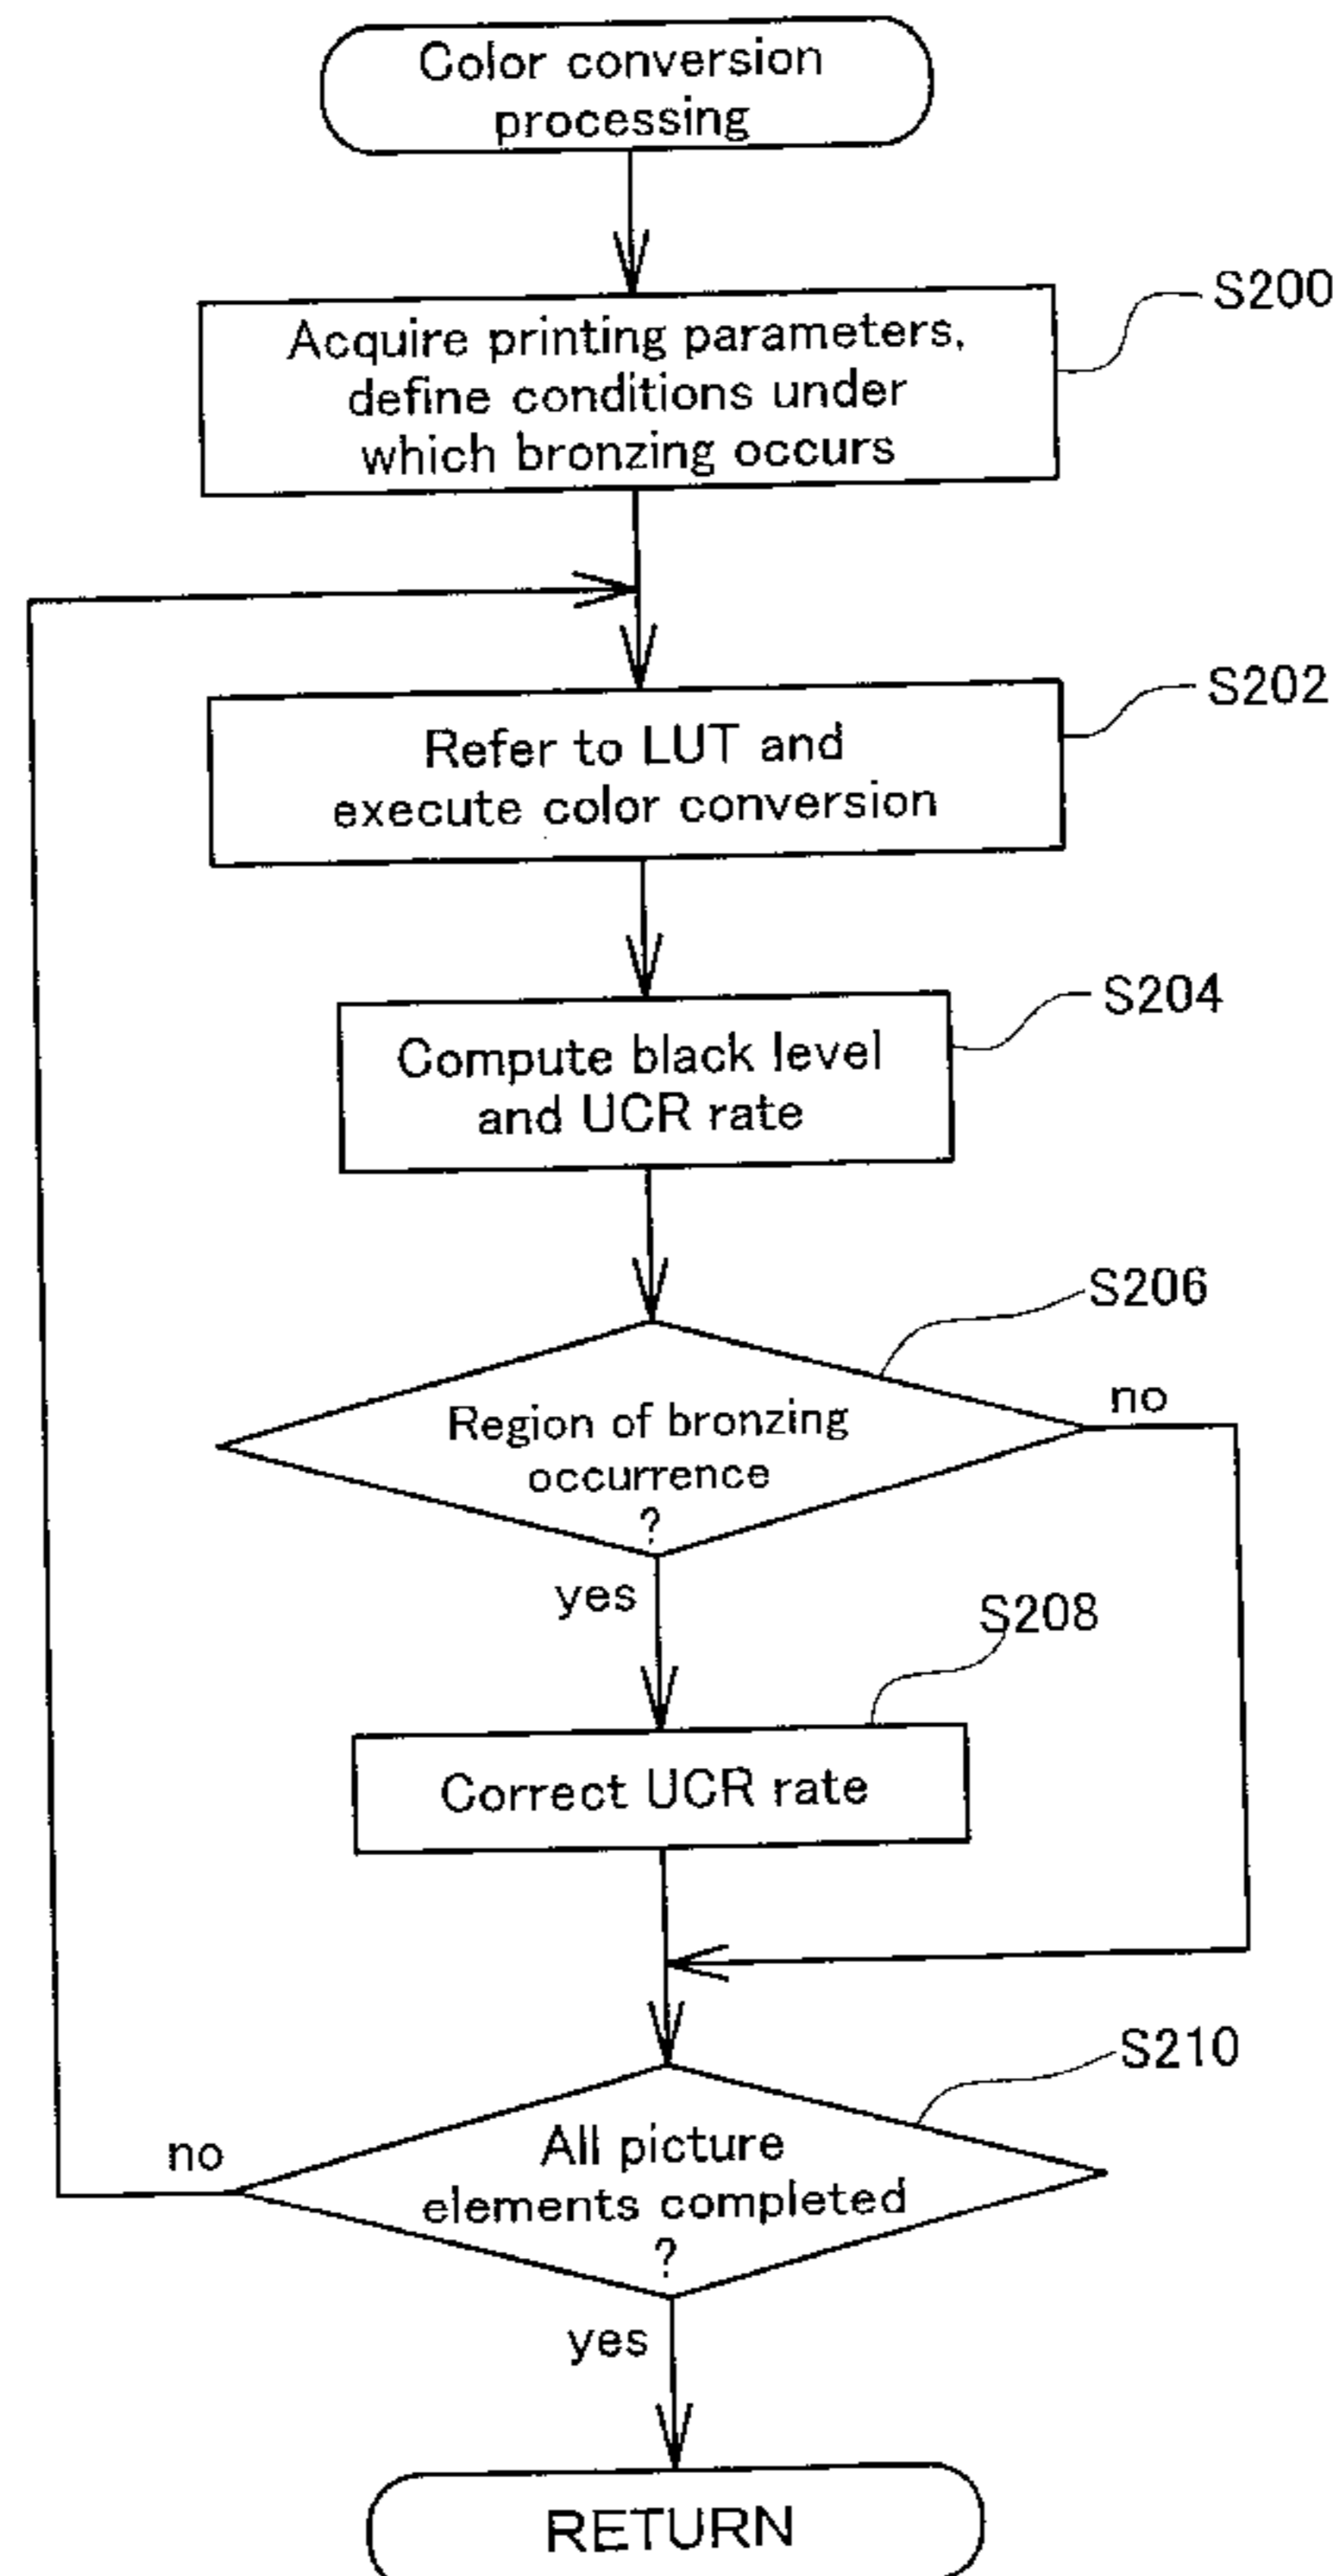 Color conversion
processing
S200
Acquire printing parameters,
define conditions under
which bronzing occurs
S202
Refer to LUT and
execute color conversion
S204
Compute black level
and UCR rate
S206
no
Region of bronzing
occurrence
?
yes
S208
Correct UCR rate
S210
no
All picture
elements completed
?
yes
RETURN